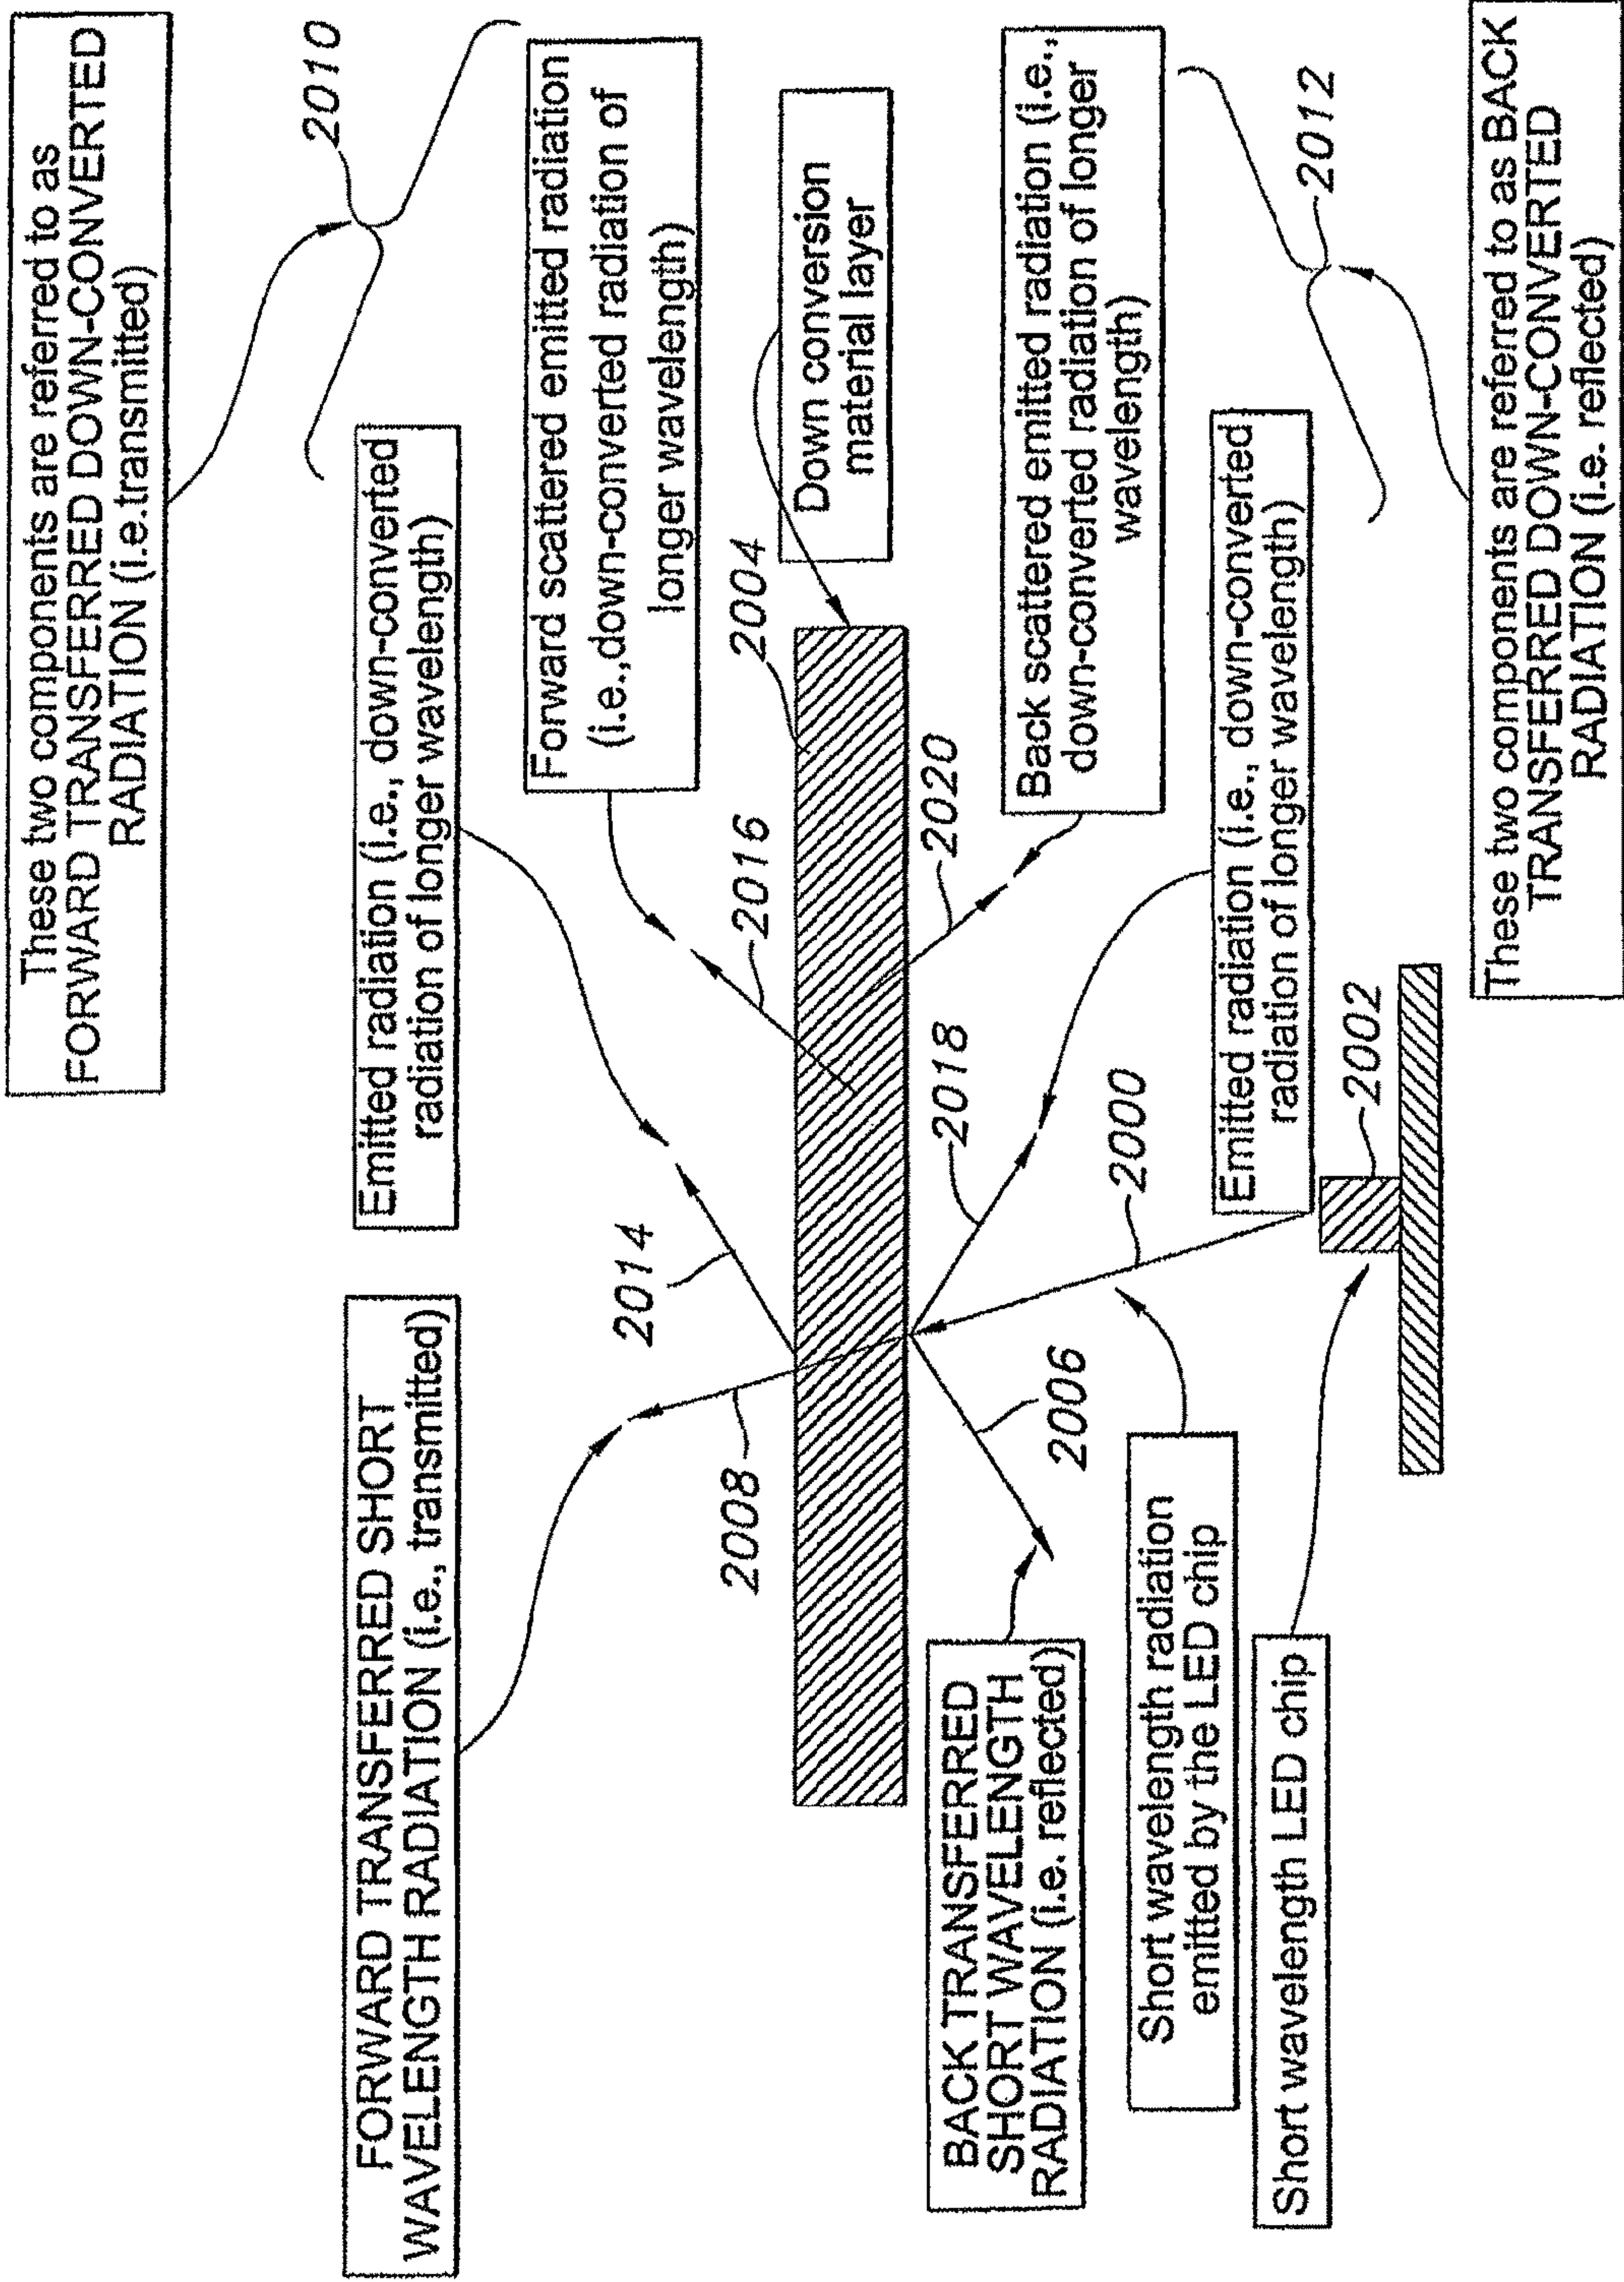 These two components are referred to as
FORWARD TRANSFERRED DOWN-CONVERTED
RADIATION (i.e.transmitted)
2010
FORWARD TRANSFERRED SHORT
WAVELENGTH RADIATION (i.e., transmitted)
Emitted radiation (i.e., down-converted
radiation of longer wavelength)
Forward scattered emitted radiation
(i.e.,down-converted radiation of
longer wavelength)
2014
2008
2016
2004
Down conversion
material layer
2006
2018
2020
2000
BACK TRANSFERRED
SHORT WAVELENGTH
RADIATION (i.e. reflected)
Back scattered emitted radiation (i.e.,
down-converted radiation of longer
wavelength)
Short wavelength radiation
emitted by the LED chip
Emitted radiation (i.e., down-converted
radiation of longer wavelength)
2012
Short wavelength LED chip
2002
These two components are referred to as BACK
TRANSFERRED DOWN-CONVERTED
RADIATION (i.e. reflected)